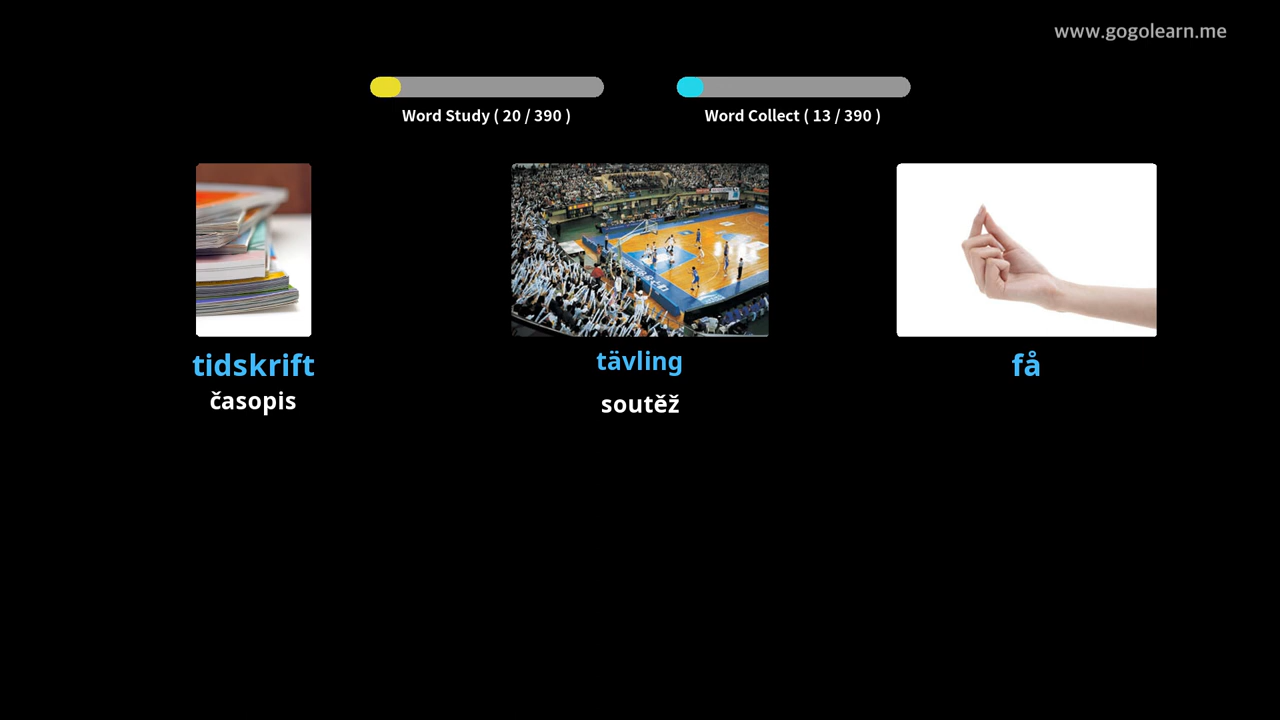 www.gogolearn.me
Word Study ( 20 / 390 )
Word Collect ( 13 / 390 )
tidskrift
časopis
tävling
soutěž
få